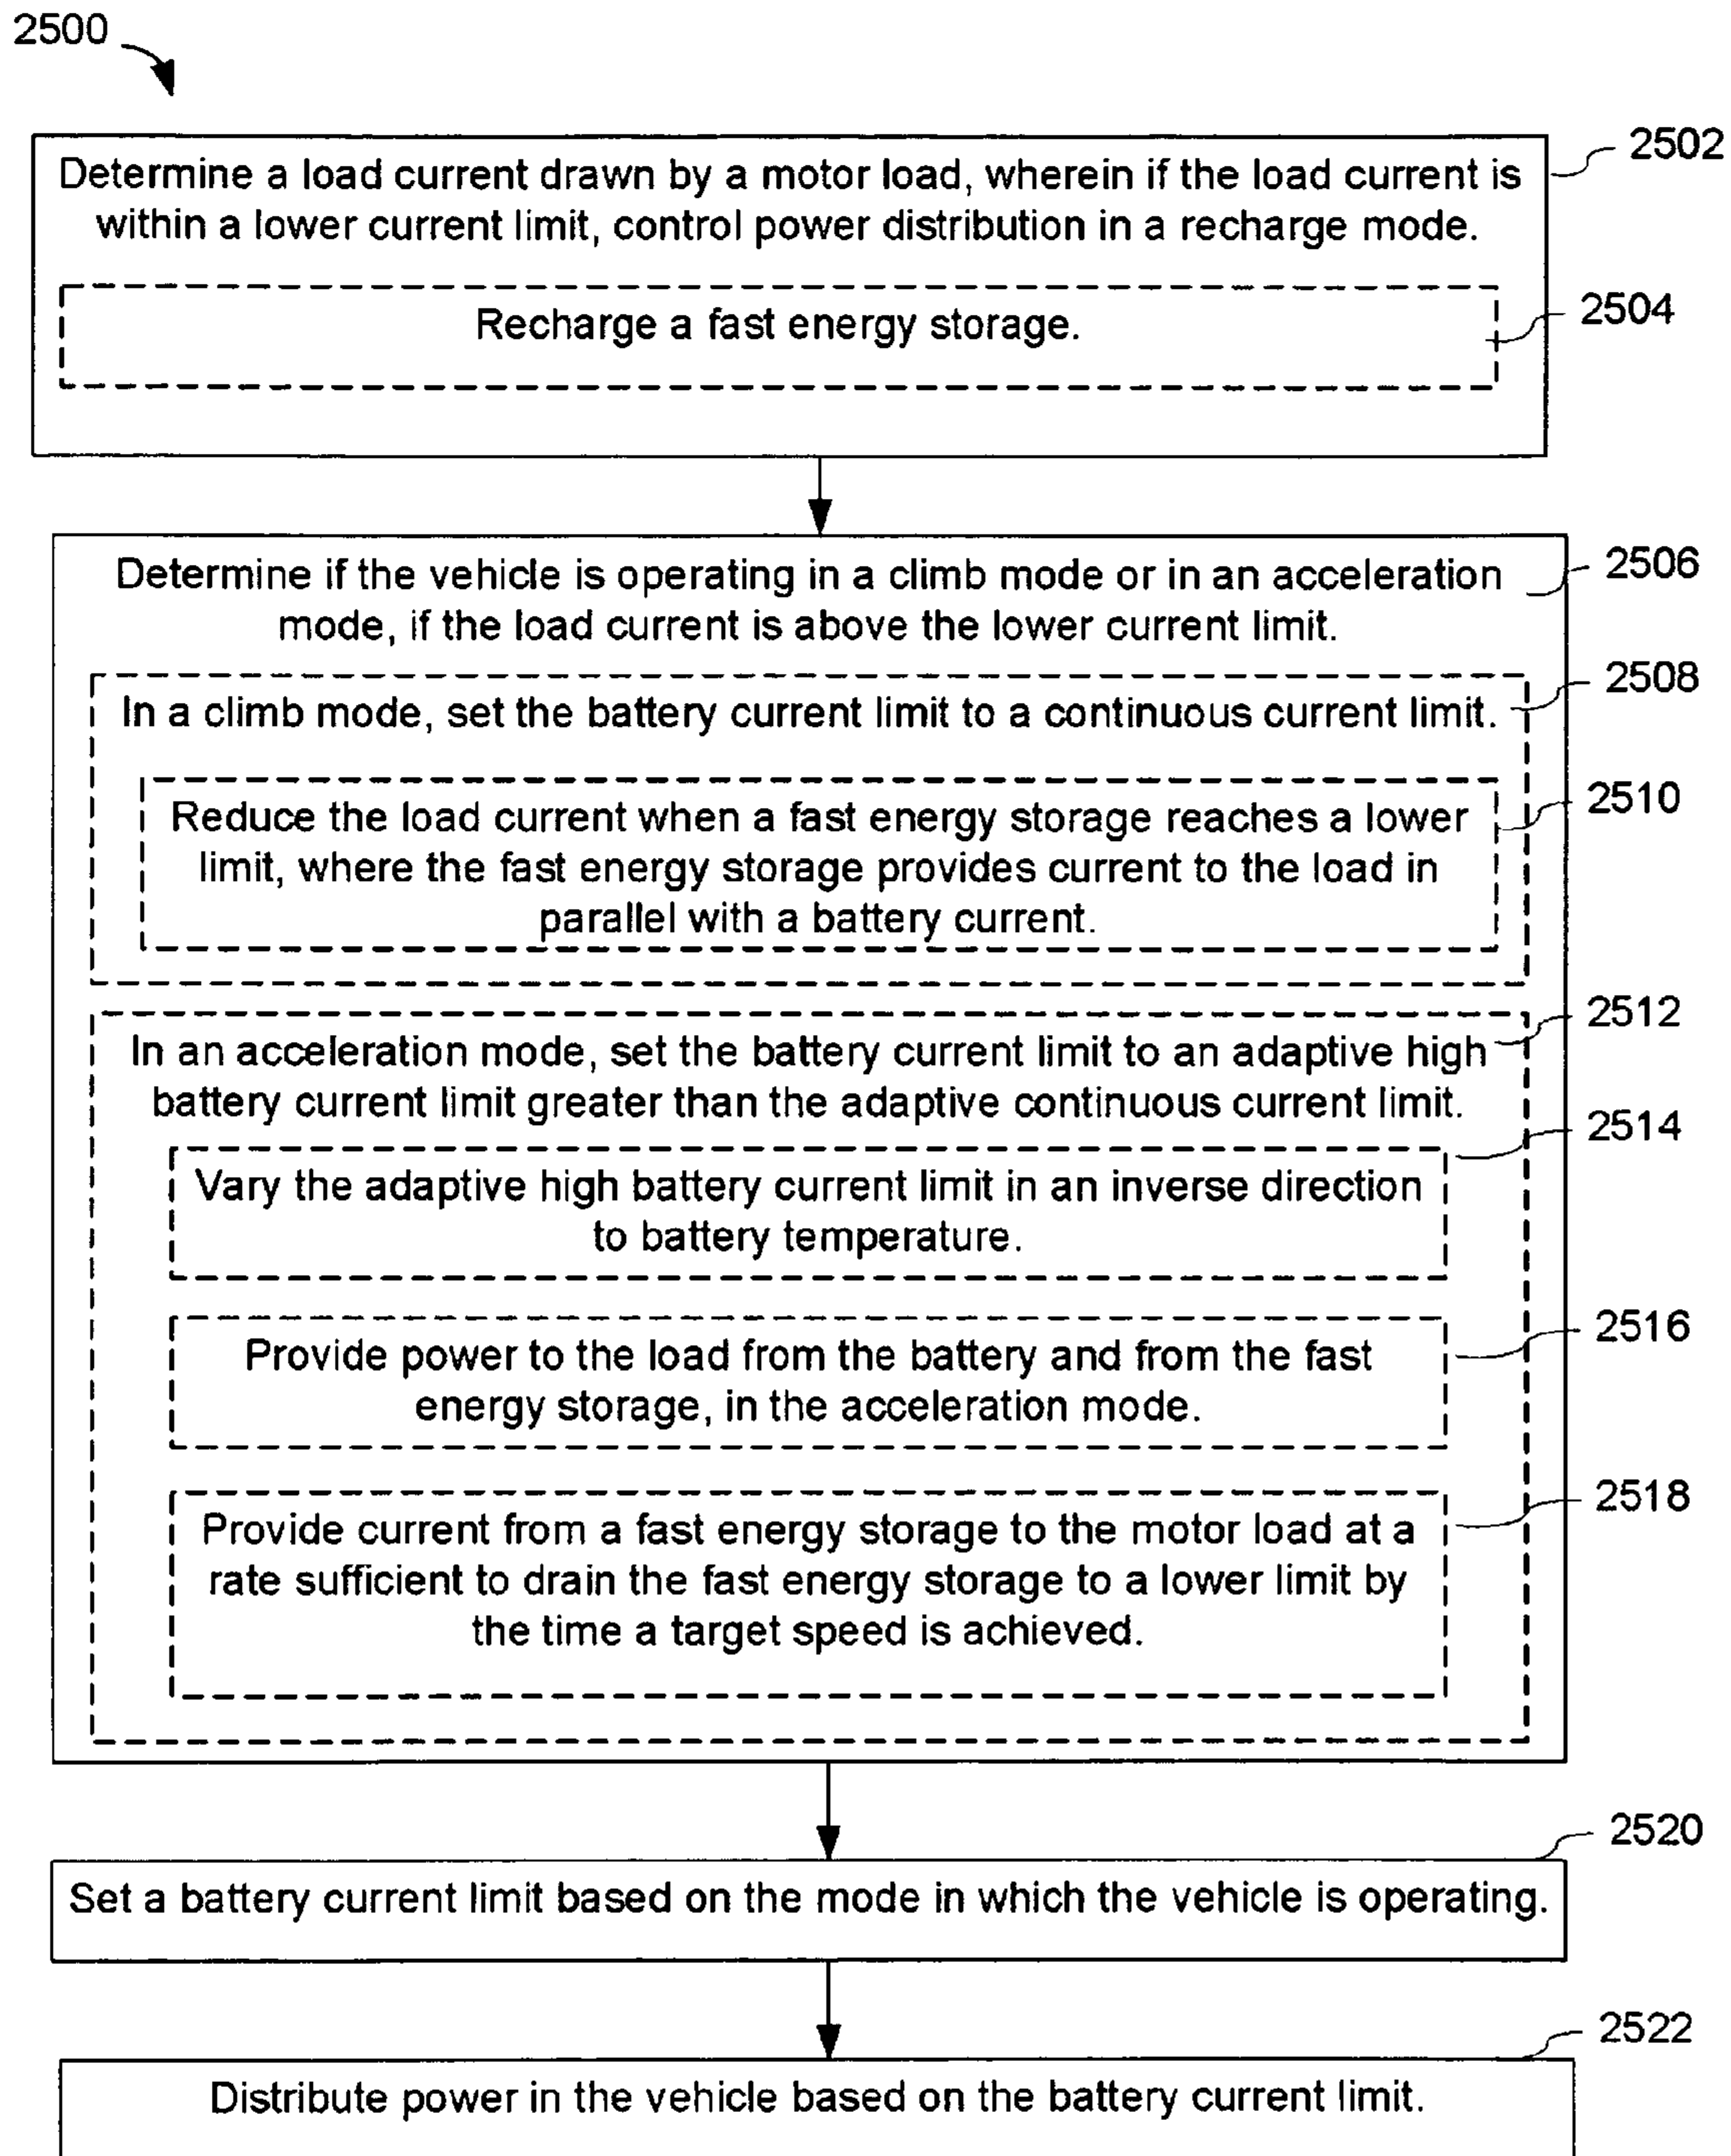 2500
2502
Determine a load current drawn by a motor load, wherein if the load current is
within a lower current limit, control power distribution in a recharge mode.
2504
Recharge a fast energy storage.
2506
Determine if the vehicle is operating in a climb mode or in an acceleration
mode, if the load current is above the lower current limit.
2508
In a climb mode, set the battery current limit to a continuous current limit.
2510
Reduce the load current when a fast energy storage reaches a lower
limit, where the fast energy storage provides current to the load in
parallel with a battery current.
2512
In an acceleration mode, set the battery current limit to an adaptive high
battery current limit greater than the adaptive continuous current limit.
2514
Vary the adaptive high battery current limit in an inverse direction
to battery temperature.
2516
Provide power to the load from the battery and from the fast
energy storage, in the acceleration mode.
2518
Provide current from a fast energy storage to the motor load at a
rate sufficient to drain the fast energy storage to a lower limit by
the time a target speed is achieved.
2520
Set a battery current limit based on the mode in which the vehicle is operating.
2522
Distribute power in the vehicle based on the battery current limit.